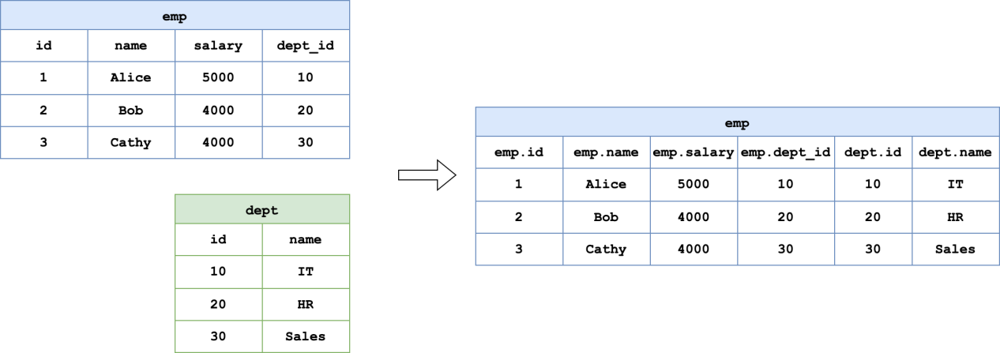 emp
id name salary dept_id
1 Alice 5000 10
2 Bob 4000 20
3 Cathy 4000 30
dept
id name
10 IT
20 HR
30 Sales
emp
emp.id emp.name emp.salary emp.dept_id dept.id dept.name
1 Alice 5000 10 10 IT
2 Bob 4000 20 20 HR
3 Cathy 4000 30 30 Sales